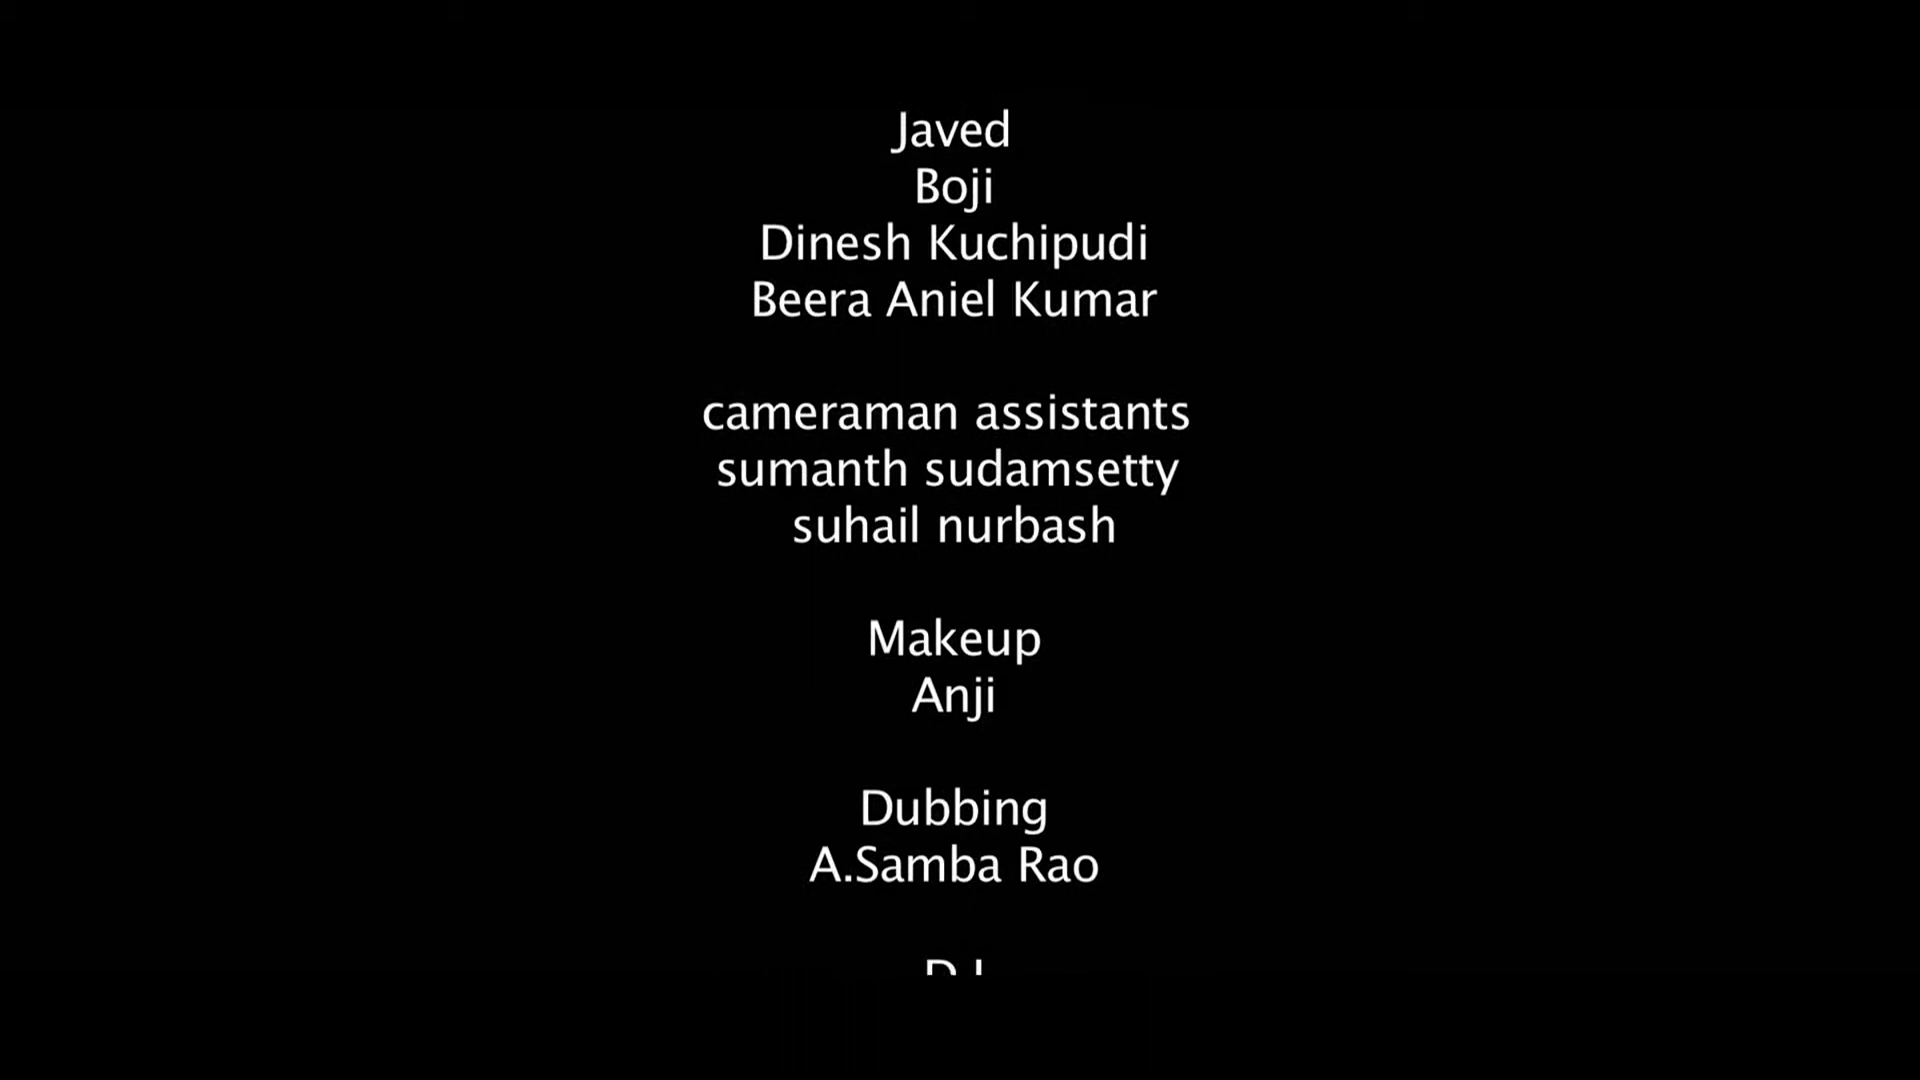 Javed
Boji
Dinesh Kuchipudi
Beera Aniel Kumar
cameraman assistants
sumanth sudamsetty
suhail nurbash
Makeup
Anji
Dubbing
A.Samba Rao